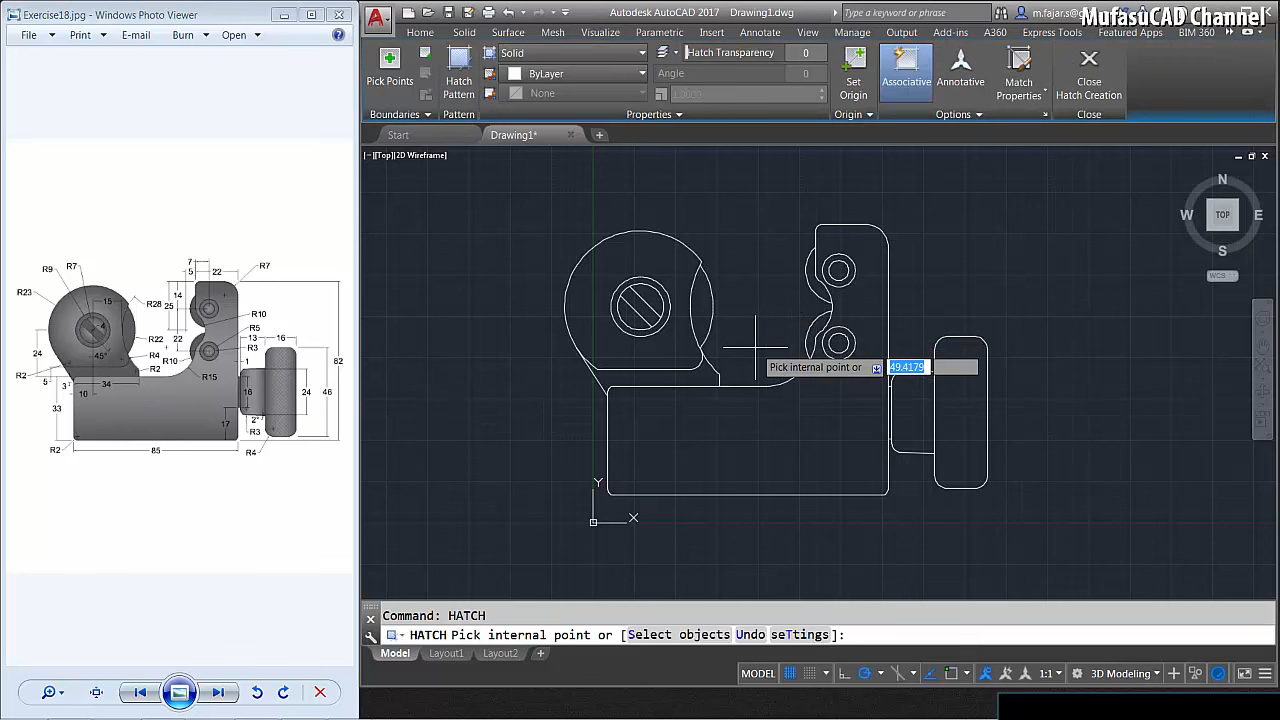 Exercise18.jpg - Windows Photo Viewer
File Print E-mail Burn Open
Autodesk AutoCAD 2017 Drawing1.dwg
Type a keyword or phrase
MufasuCAD Channel
Home Solid Surface Mesh Visualize Parametric Insert Annotate View Manage Output Add-ins A360 Express Tools Featured Apps BIM 360
Pick Points
Boundaries
Hatch
Pattern
Pattern
Solid
ByLayer
None
Hatch Transparency 0
Angle 0
Properties
Set
Origin
Origin
Associative
Annotative
Match
Properties
Options
Close
Hatch Creation
Close
Start
Drawing1*
[−][Top][2D Wireframe]
N
W TOP E
S
WCS
7
5 22
R7
R9
R7
R23
14
15
R28
25
R10
4
22
R5
R22
R3
13 16
45°
R4
R10
24
82
R2
R15
1
R2
5
3
34
10
16
24
46
33
17
2°
R3
R2
85
R4
Pick internal point or 49.4179
Y
X
Command: HATCH
HATCH Pick internal point or [Select objects Undo seTtings]:
Model Layout1 Layout2
MODEL 1:1 3D Modeling